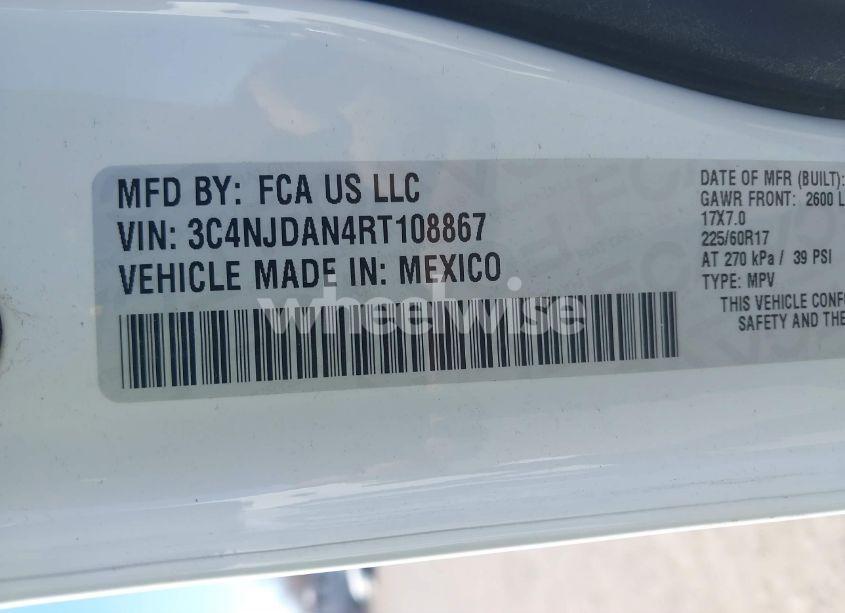 MFD BY: FCA US LLC
VIN: 3C4NJDAN4RT108867
VEHICLE MADE IN: MEXICO
wheelwise
DATE OF MFR (BUILT):
GAWR FRONT: 2600 L
17X7.0
225/60R17
AT 270 kPa / 39 PSI
TYPE: MPV
THIS VEHICLE CONF
SAFETY AND THE